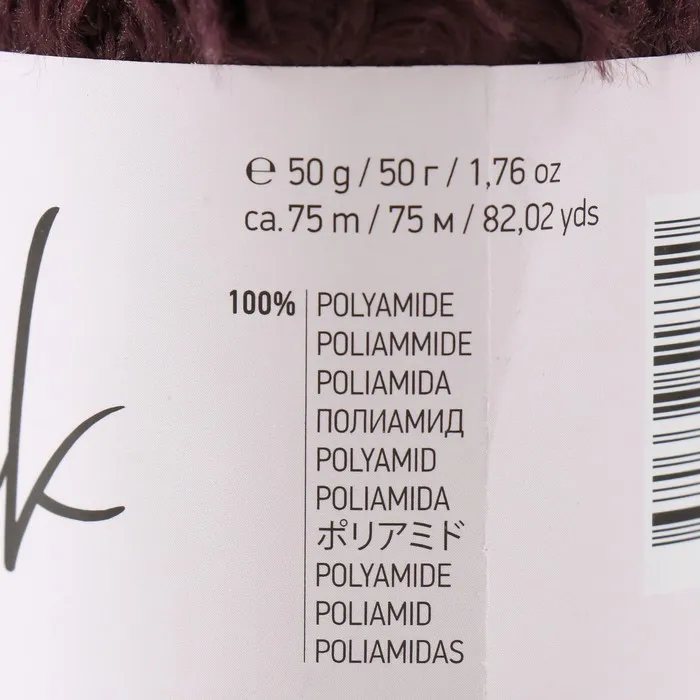 ℮ 50 g / 50 г / 1,76 oz
ca. 75 m / 75 м / 82,02 yds
100% POLYAMIDE
POLIAMMIDE
POLIAMIDA
ПОЛИАМИД
POLYAMID
POLIAMIDA
ポリアミド
POLYAMIDE
POLIAMID
POLIAMIDAS
k